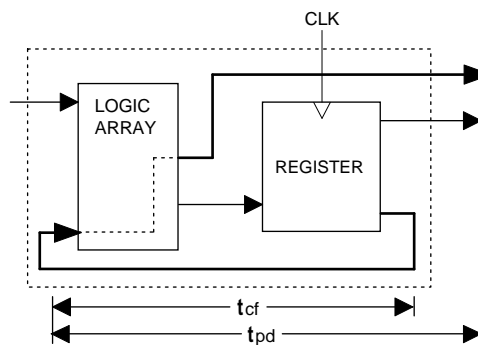 CLK
LOGIC
ARRAY
REGISTER
tcf
tpd